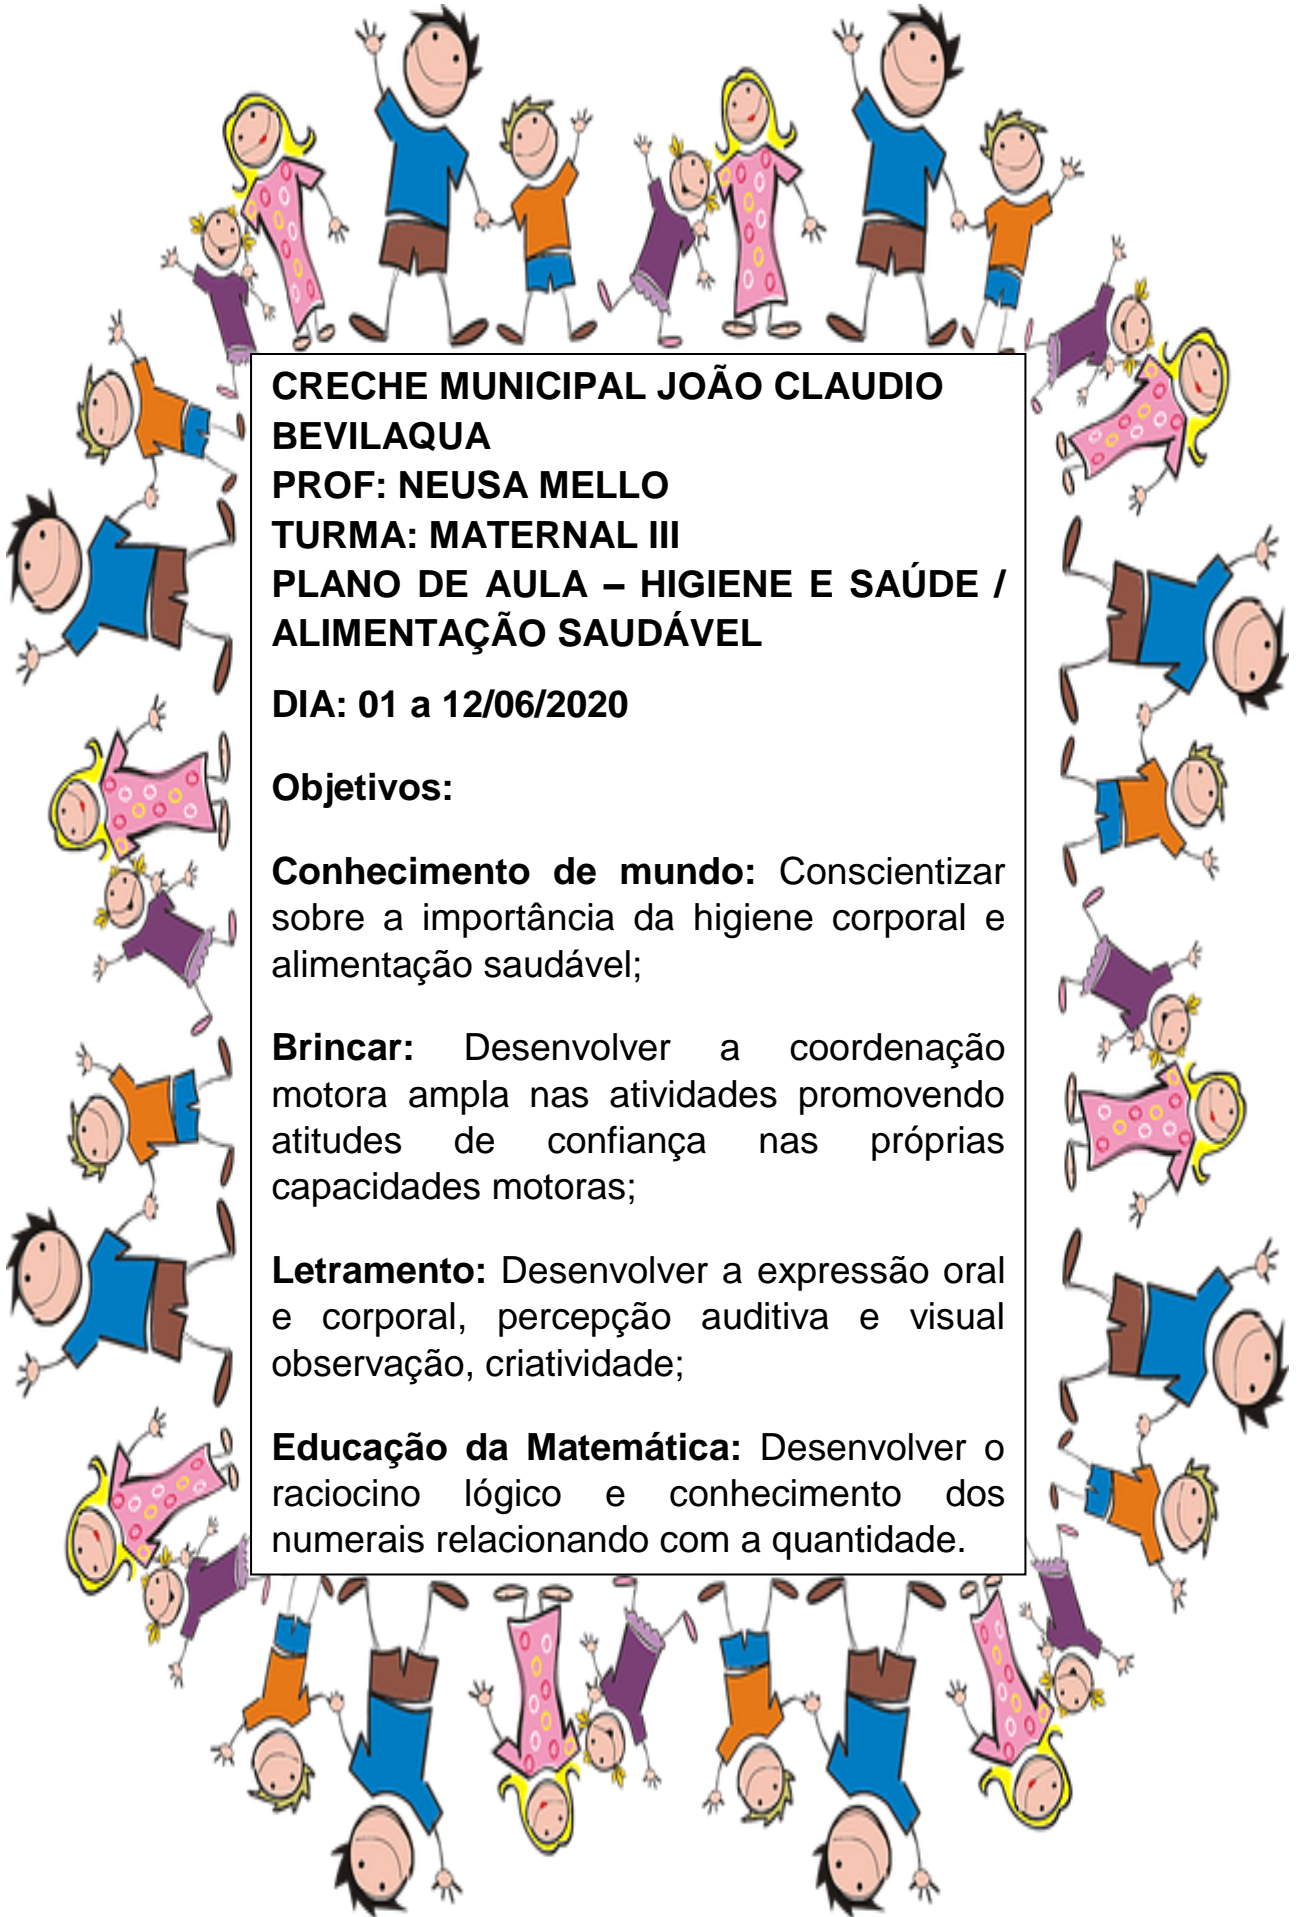 CRECHE MUNICIPAL JOÃO CLAUDIO
BEVILAQUA
PROF: NEUSA MELLO
TURMA: MATERNAL III
PLANO DE AULA – HIGIENE E SAÚDE /
ALIMENTAÇÃO SAUDÁVEL
DIA: 01 a 12/06/2020
Objetivos:
Conhecimento de mundo: Conscientizar
sobre a importância da higiene corporal e
alimentação saudável;
Brincar: Desenvolver a coordenação
motora ampla nas atividades promovendo
atitudes de confiança nas próprias
capacidades motoras;
Letramento: Desenvolver a expressão oral
e corporal, percepção auditiva e visual
observação, criatividade;
Educação da Matemática: Desenvolver o
raciocino lógico e conhecimento dos
numerais relacionando com a quantidade.